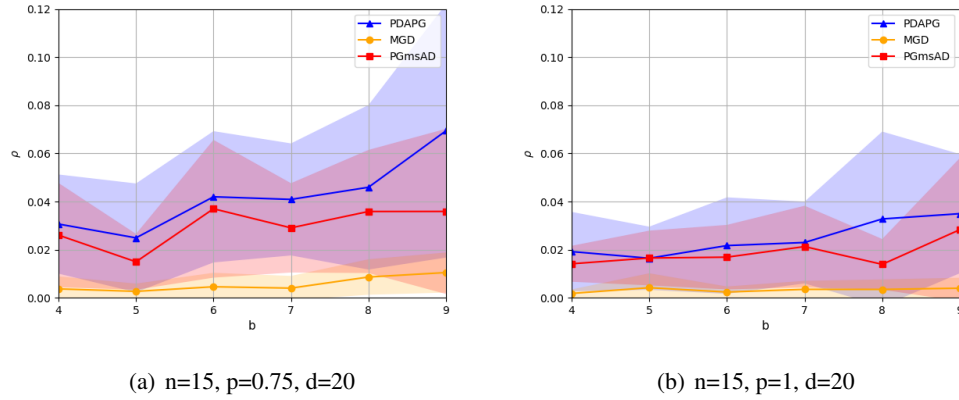 0.12
0.10
0.08
0.06
0.04
0.02
0.00
ρ
4 5 6 7 8 9
b
PDAPG
MGD
PGmsAD
(a) n=15, p=0.75, d=20
0.12
0.10
0.08
0.06
0.04
0.02
0.00
ρ
4 5 6 7 8 9
b
PDAPG
MGD
PGmsAD
(b) n=15, p=1, d=20